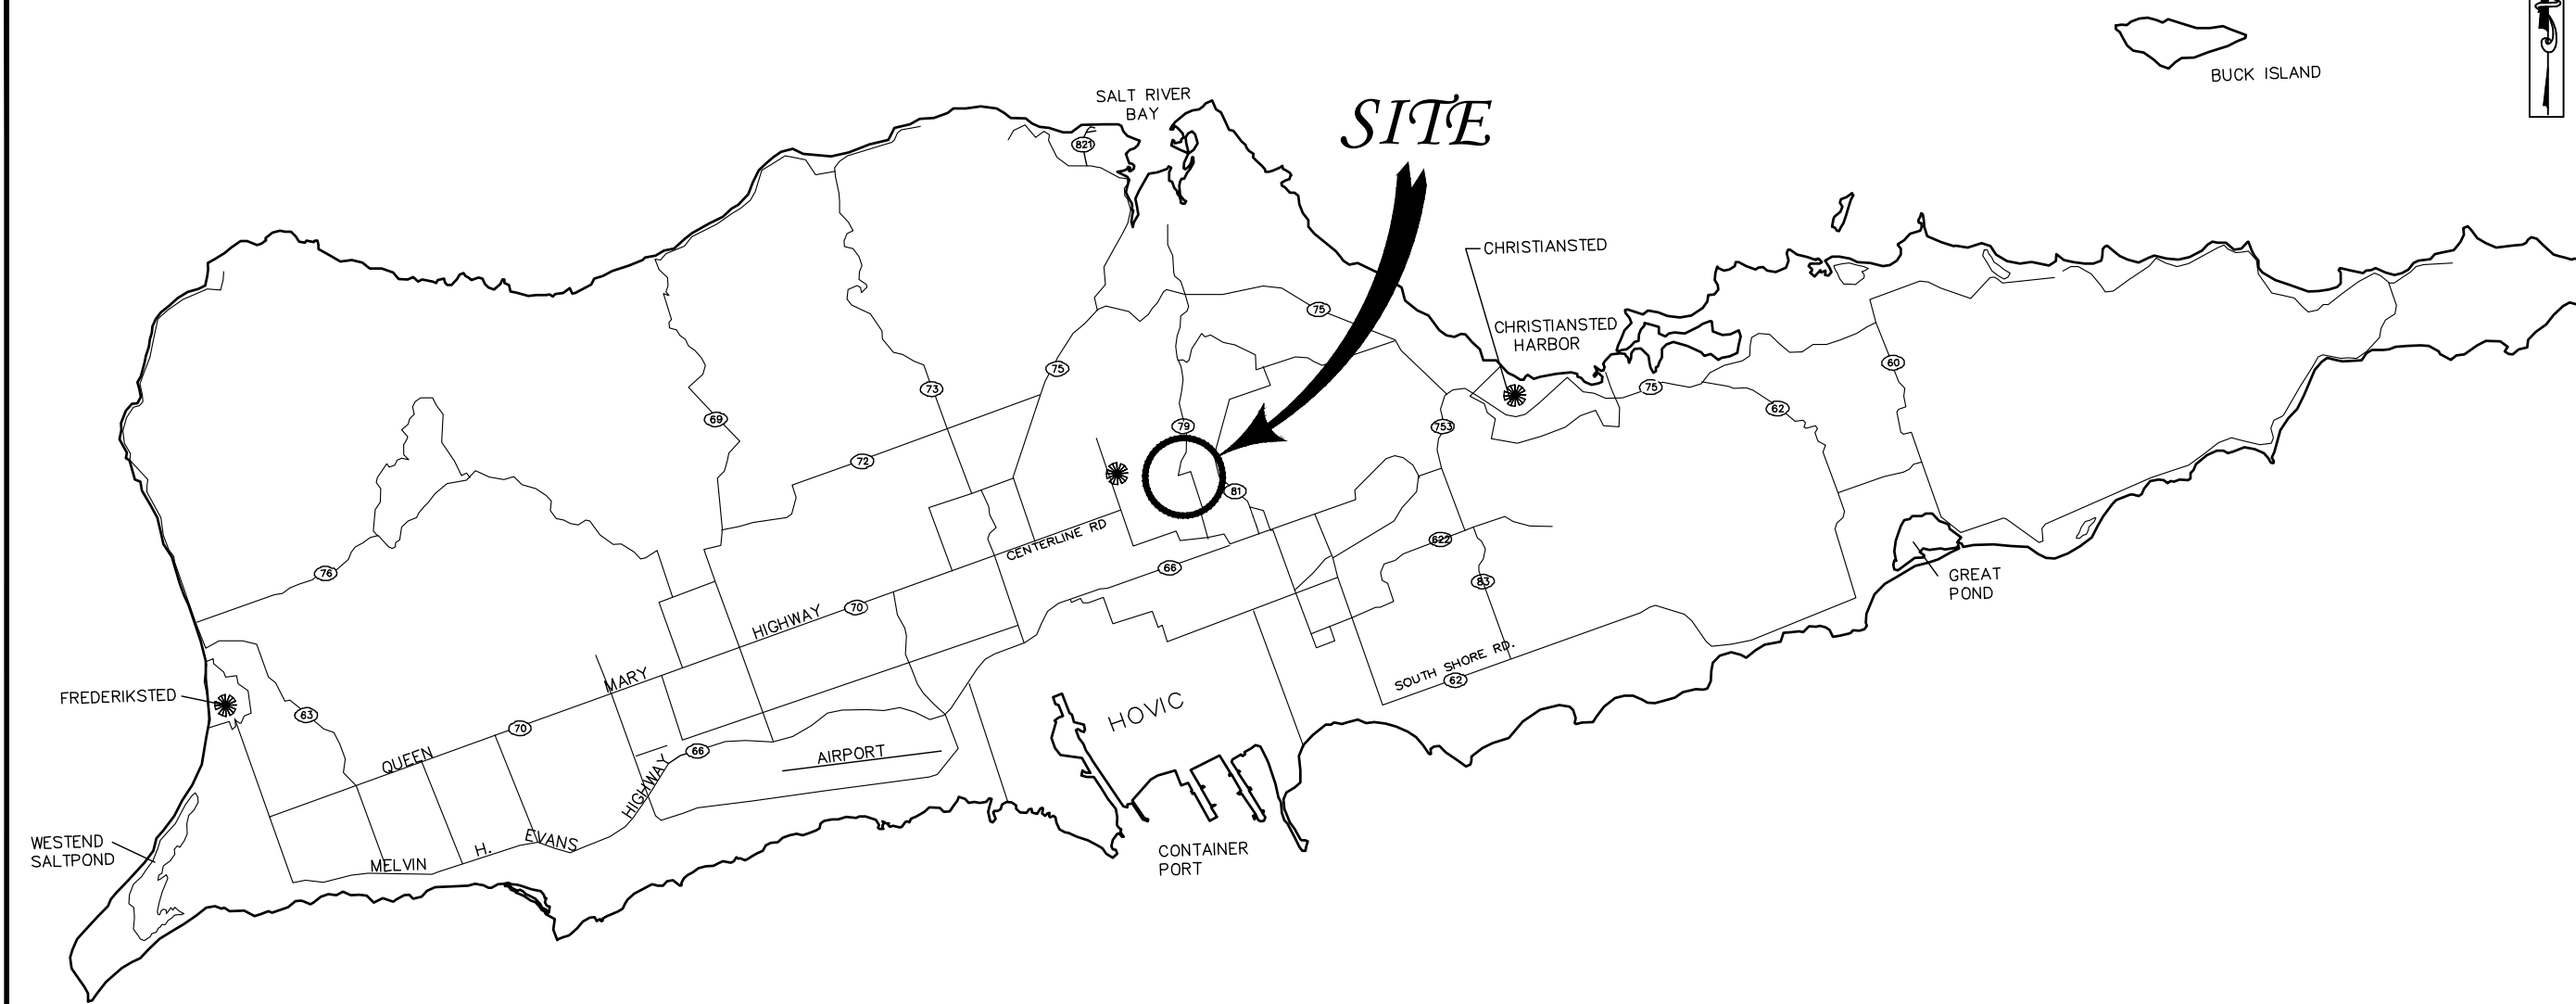 BUCK ISLAND
SALT RIVER
BAY
821
SITE
CHRISTIANSTED
75
CHRISTIANSTED
HARBOR
60
75
73
75
62
69
79
753
72
81
CENTERLINE RD
622
66
76
83
GREAT
POND
HIGHWAY
70
SOUTH SHORE RD.
62
MARY
FREDERIKSTED
63
HOVIC
70
QUEEN
66
AIRPORT
HIGHWAY
WESTEND
SALTPOND
EVANS
H.
MELVIN
CONTAINER
PORT